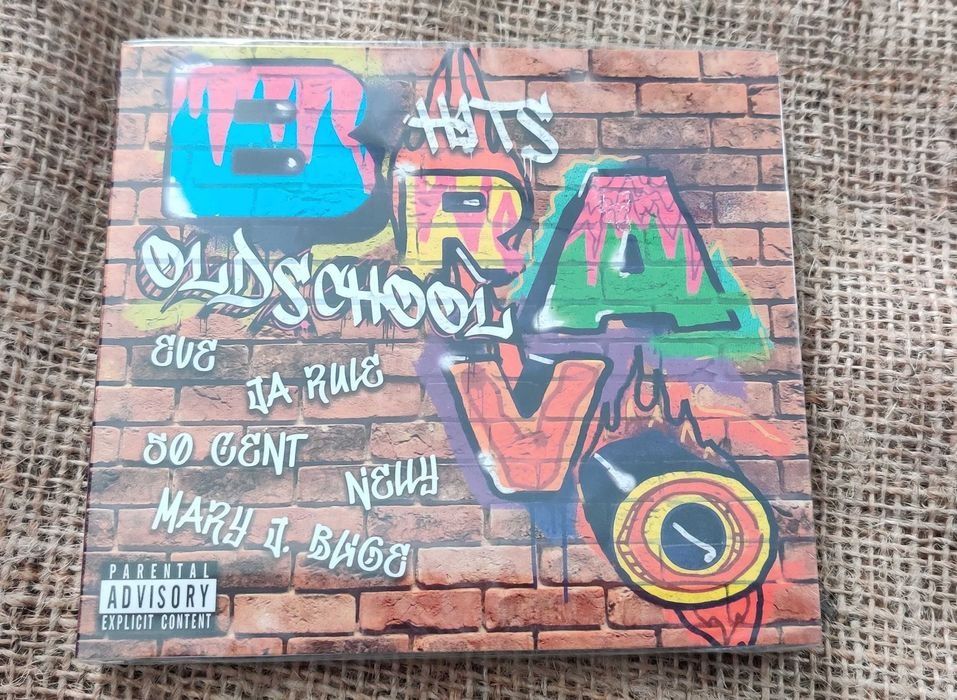 BRAVO
HITS
OLDSCHOOL
EVE
JA RULE
50 CENT
NELLY
MARY J. BLIGE
PARENTAL
ADVISORY
EXPLICIT CONTENT